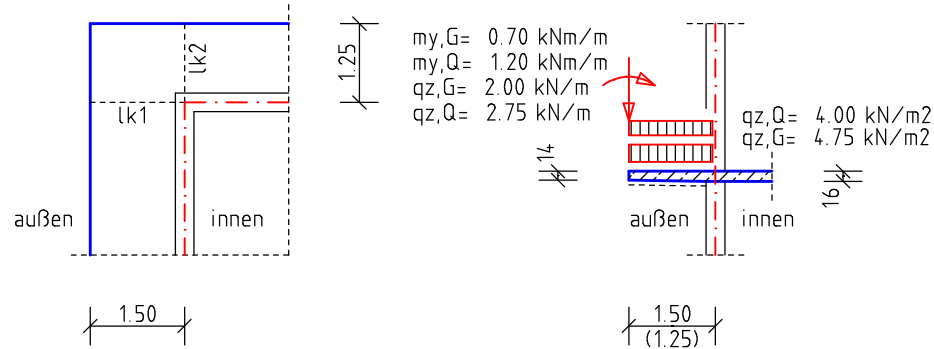 lk2
1.25
lk1
außen
innen
1.50
my,G= 0.70 kNm/m
my,Q= 1.20 kNm/m
qz,G= 2.00 kN/m
qz,Q= 2.75 kN/m
qz,Q= 4.00 kN/m2
qz,G= 4.75 kN/m2
14
16
außen
innen
1.50
(1.25)